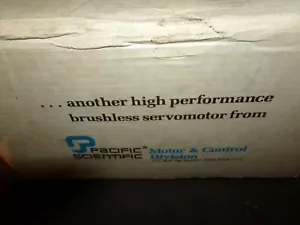 ...another high performance
brushless servomotor from
PACIFIC® Motor & Control
SCIENTIFIC Division